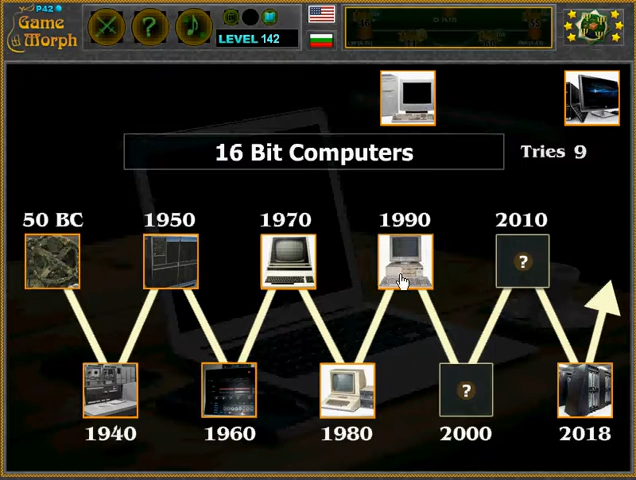 P42
Game
Morph
LEVEL 142
16 Bit Computers
Tries 9
50 BC
1950
1970
1990
2010
?
?
1940
1960
1980
2000
2018